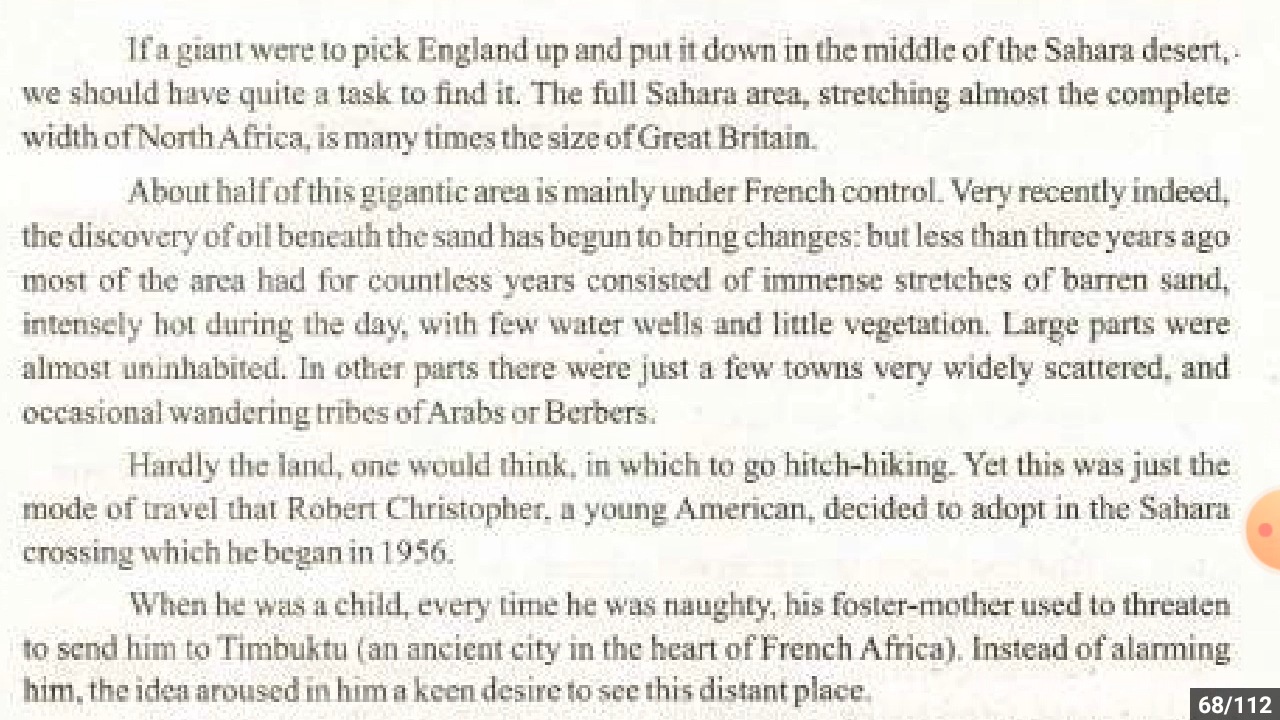 If a giant were to pick England up and put it down in the middle of the Sahara desert,
we should have quite a task to find it. The full Sahara area, stretching almost the complete
width of North Africa, is many times the size of Great Britain.
About half of this gigantic area is mainly under French control. Very recently indeed,
the discovery of oil beneath the sand has begun to bring changes: but less than three years ago
most of the area had for countless years consisted of immense stretches of barren sand,
intensely hot during the day, with few water wells and little vegetation. Large parts were
almost uninhabited. In other parts there were just a few towns very widely scattered, and
occasional wandering tribes of Arabs or Berbers.
Hardly the land, one would think, in which to go hitch-hiking. Yet this was just the
mode of travel that Robert Christopher, a young American, decided to adopt in the Sahara
crossing which he began in 1956.
When he was a child, every time he was naughty, his foster-mother used to threaten
to send him to Timbuktu (an ancient city in the heart of French Africa). Instead of alarming
him, the idea aroused in him a keen desire to see this distant place.
68/112